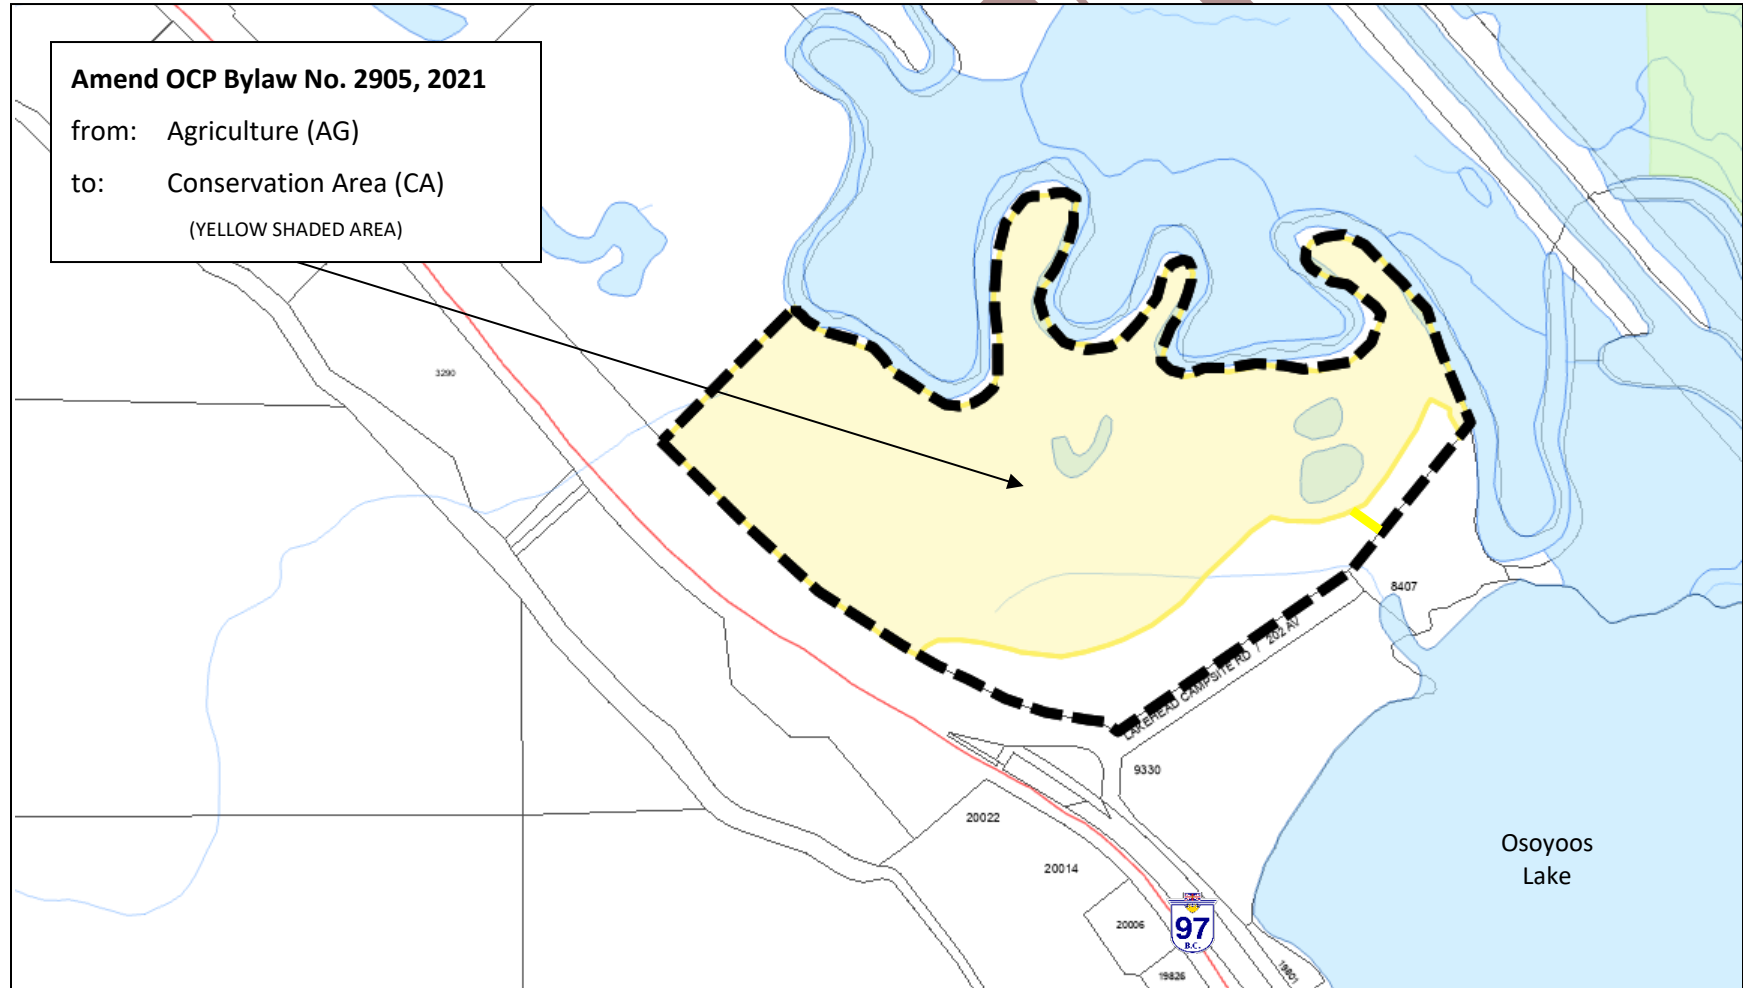 Amend OCP Bylaw No. 2905, 2021
from: Agriculture (AG)
to: Conservation Area (CA)
(YELLOW SHADED AREA)
3290
8407
LAKEHEAD CAMPSITE RD / 202 AV
9330
20022
20014
20006
19826
19801
97
B.C.
Osoyoos
Lake